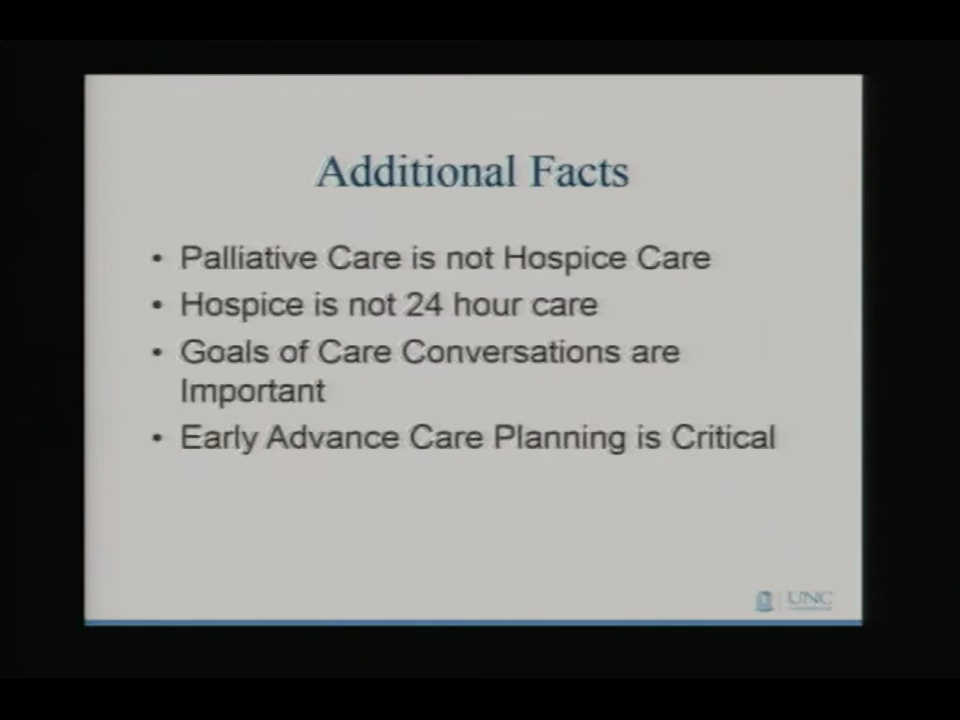 Additional Facts
• Palliative Care is not Hospice Care
• Hospice is not 24 hour care
• Goals of Care Conversations are
Important
• Early Advance Care Planning is Critical
UNC